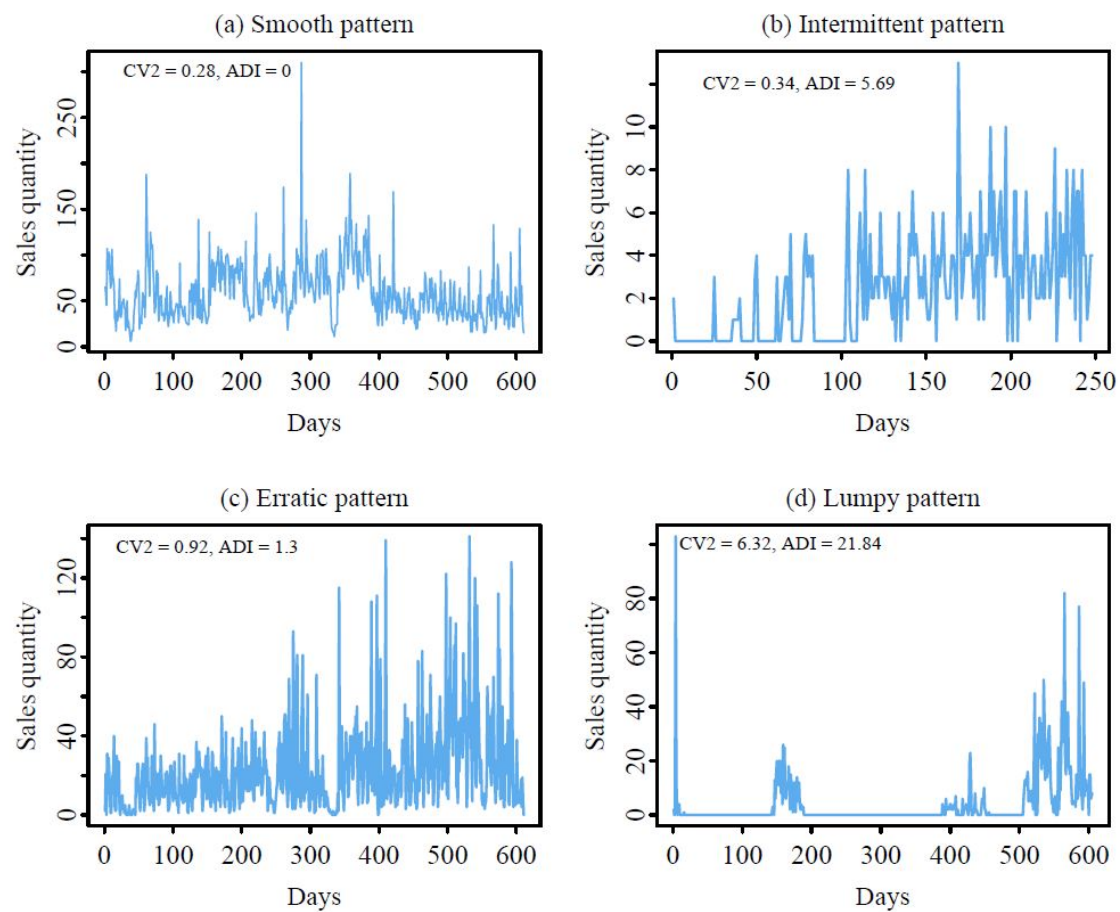 (a) Smooth pattern
CV2 = 0.28, ADI = 0
Sales quantity
250
150
50
0
0 100 200 300 400 500 600
Days
(b) Intermittent pattern
CV2 = 0.34, ADI = 5.69
Sales quantity
10
8
6
4
2
0
0 50 100 150 200 250
Days
(c) Erratic pattern
CV2 = 0.92, ADI = 1.3
Sales quantity
120
80
40
0
0 100 200 300 400 500 600
Days
(d) Lumpy pattern
CV2 = 6.32, ADI = 21.84
Sales quantity
80
60
40
20
0
0 100 200 300 400 500 600
Days